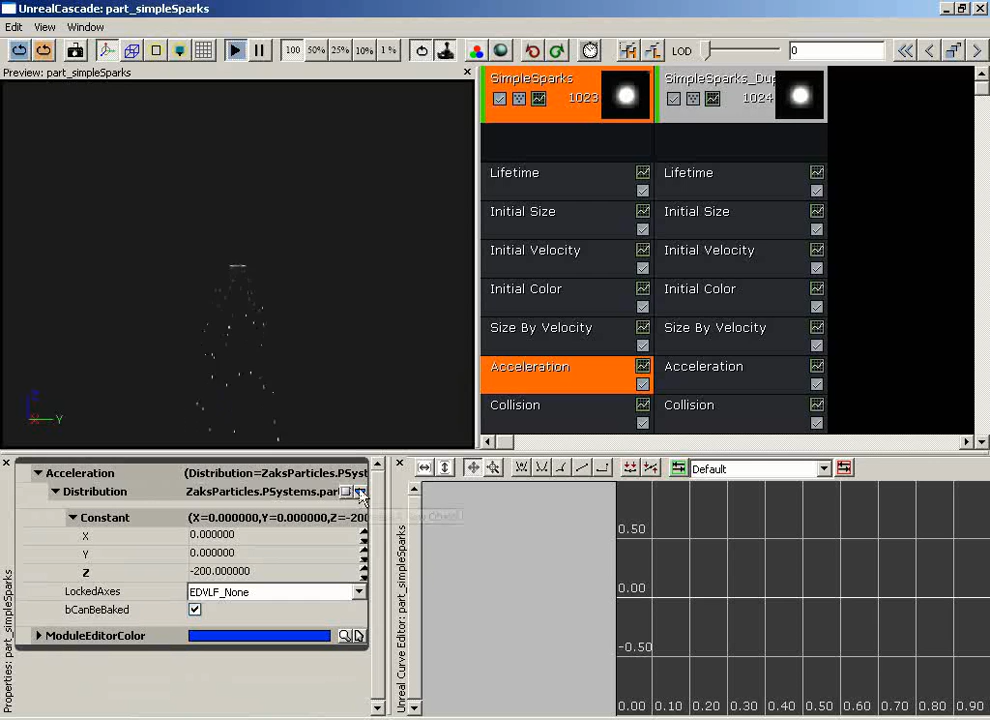 UnrealCascade: part_simpleSparks
Edit View Window
100 50% 25% 10% 1 % LOD 0
Preview: part_simpleSparks
SimpleSparks
1023
SimpleSparks_Dup
1024
Lifetime Lifetime
Initial Size Initial Size
Initial Velocity Initial Velocity
Initial Color Initial Color
Size By Velocity Size By Velocity
Acceleration Acceleration
Collision Collision
X Y Z
Properties: part_simpleSparks
Acceleration (Distribution=ZaksParticles.PSyst
Distribution ZaksParticles.PSystems.par
Constant (X=0.000000,Y=0.000000,Z=-200
X 0.000000
Y 0.000000
Z -200.000000
LockedAxes EDVLF_None
bCanBeBaked
ModuleEditorColor
Unreal Curve Editor: part_simpleSparks
Default
0.50
0.00
-0.50
0.00 0.10 0.20 0.30 0.40 0.50 0.60 0.70 0.80 0.90